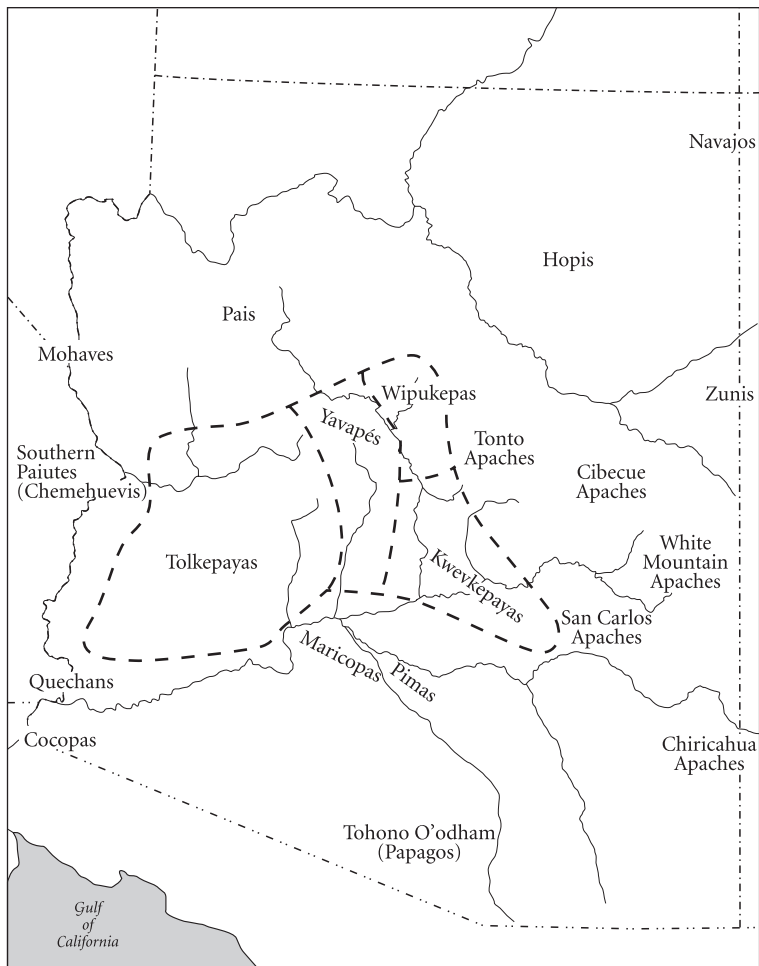 Navajos
Hopis
Pais
Mohaves
Wipukepas
Zunis
Yavapés
Tonto
Apaches
Southern
Paiutes
(Chemehuevis)
Cibecue
Apaches
Tolkepayas
White
Mountain
Apaches
Kwevkepayas
San Carlos
Apaches
Maricopas
Pimas
Quechans
Cocopas
Chiricahua
Apaches
Tohono O’odham
(Papagos)
Gulf
of
California